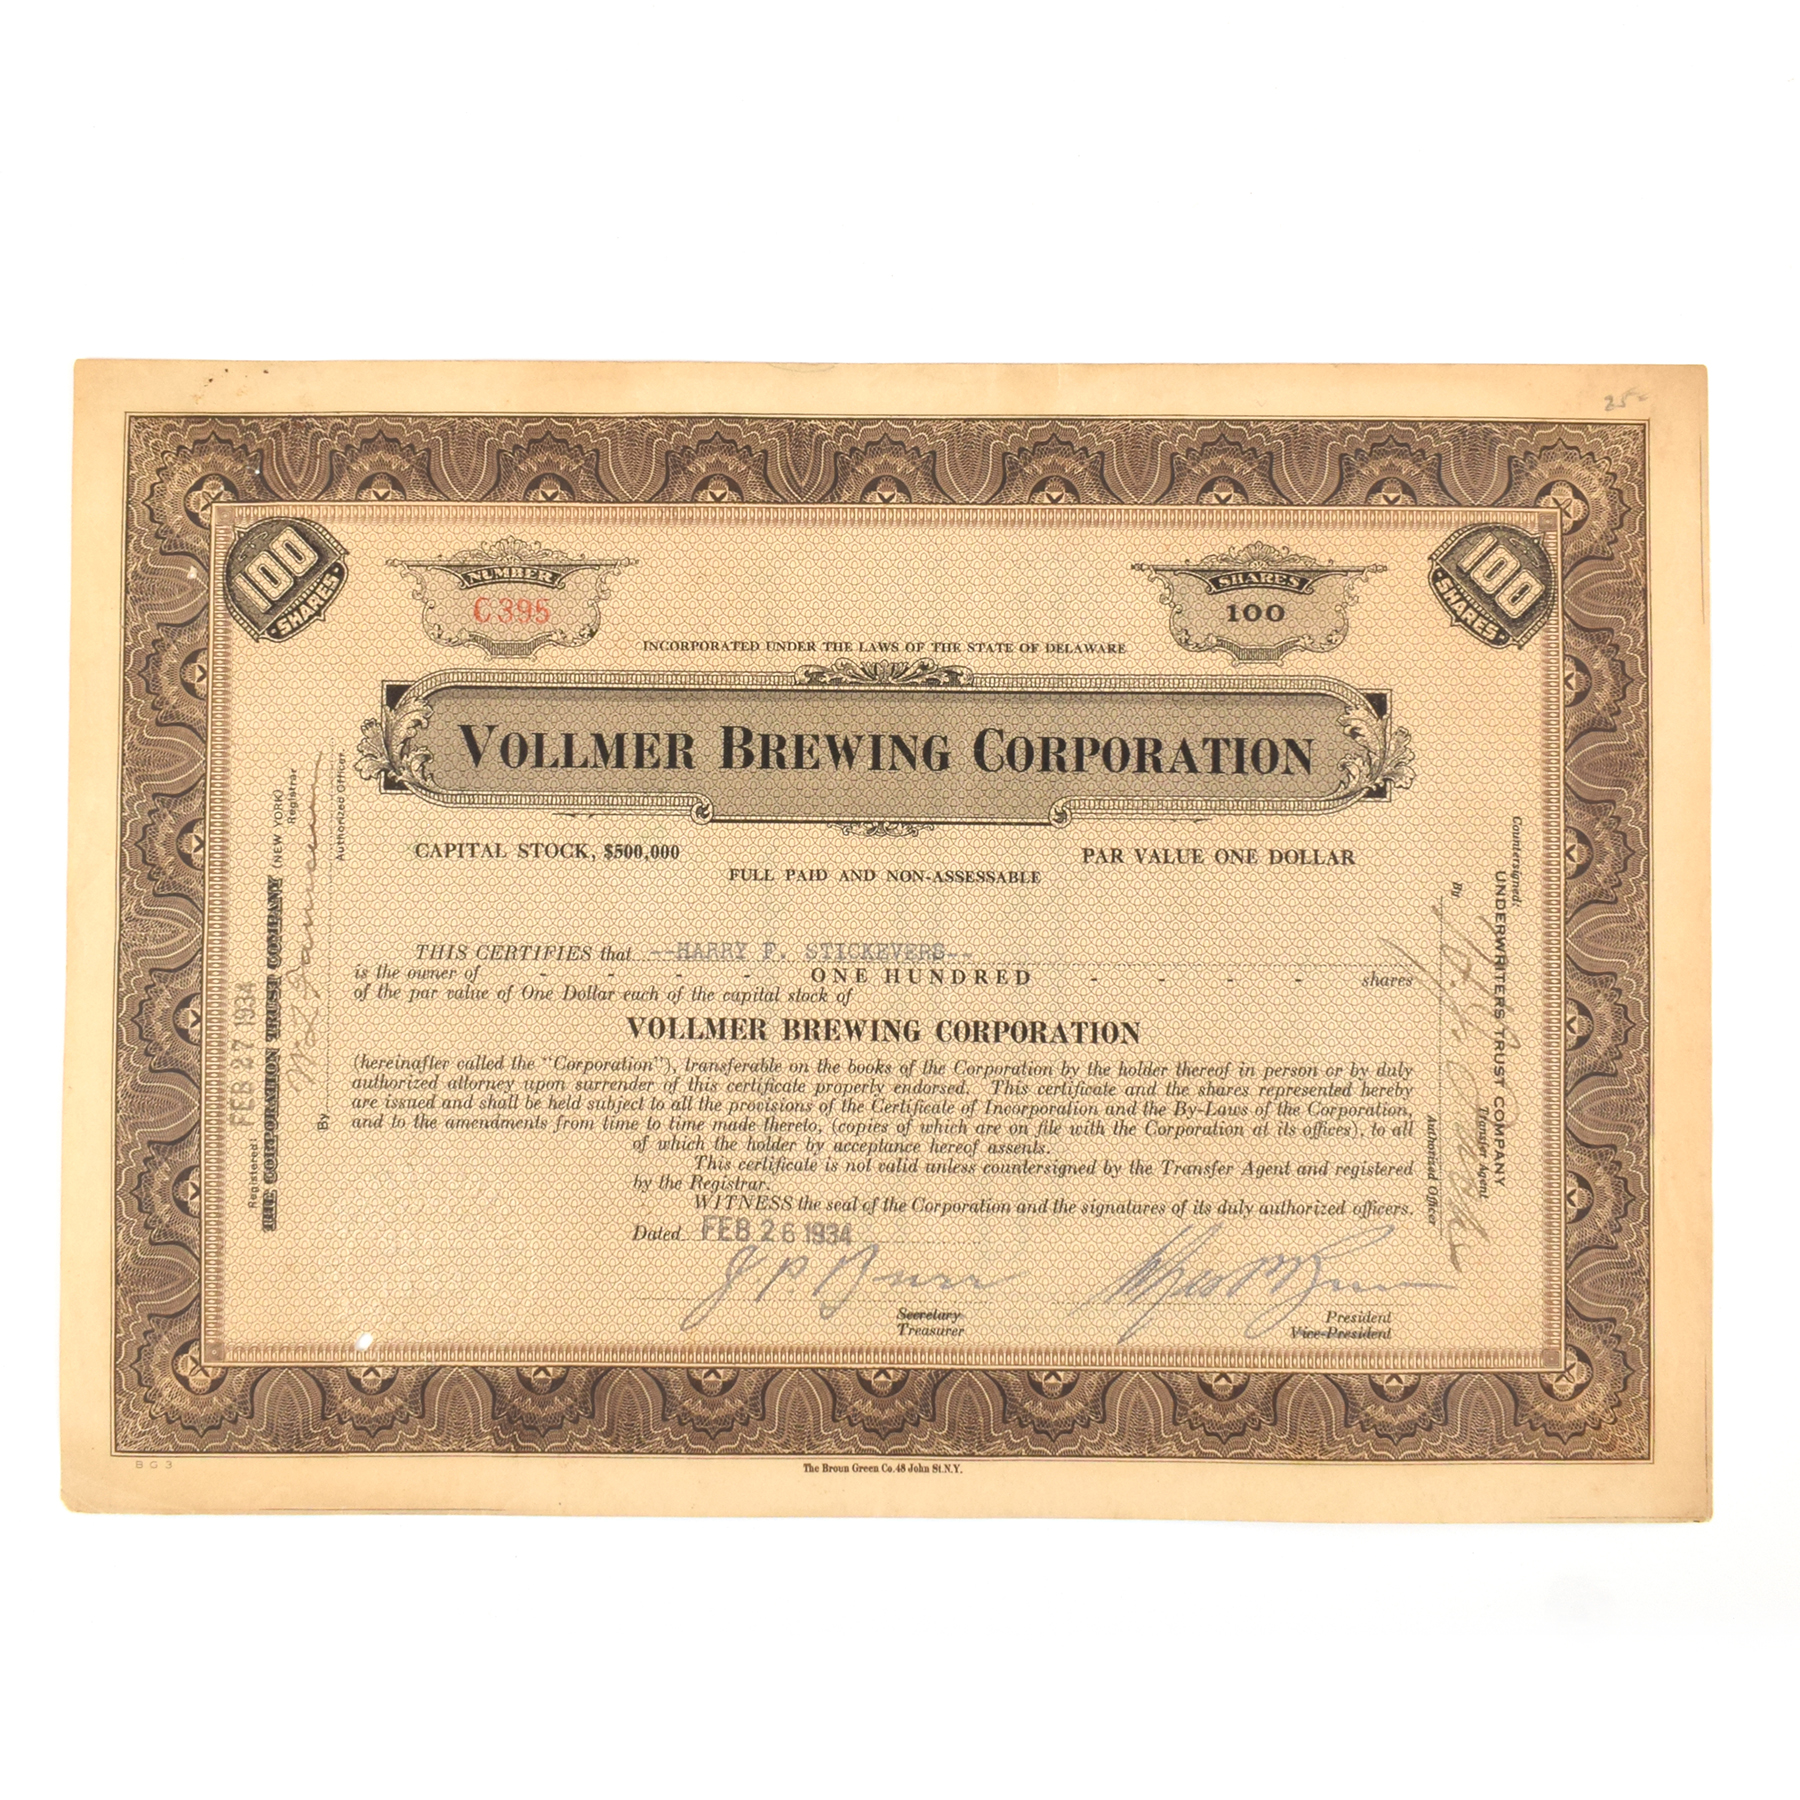 25-
100 SHARES
NUMBER
C395
SHARES
100
100 SHARES
INCORPORATED UNDER THE LAWS OF THE STATE OF DELAWARE
VOLLMER BREWING CORPORATION
CAPITAL STOCK, $500,000
PAR VALUE ONE DOLLAR
FULL PAID AND NON-ASSESSABLE
THIS CERTIFIES that --HARRY F. STICKEVERS--
is the owner of - - - - ONE HUNDRED - - - - shares
of the par value of One Dollar each of the capital stock of
VOLLMER BREWING CORPORATION
(hereinafter called the "Corporation"), transferable on the books of the Corporation by the holder thereof in person or by duly
authorized attorney upon surrender of this certificate properly endorsed. This certificate and the shares represented hereby
are issued and shall be held subject to all the provisions of the Certificate of Incorporation and the By-Laws of the Corporation,
and to the amendments from time to time made thereto, (copies of which are on file with the Corporation at its offices), to all
of which the holder by acceptance hereof assents.
This certificate is not valid unless countersigned by the Transfer Agent and registered
by the Registrar.
WITNESS the seal of the Corporation and the signatures of its duly authorized officers.
Dated FEB 26 1934
J P. Burr
Secretary
Treasurer
President
Vice-President
Registered: FEB 27 1934
THE CORPORATION TRUST COMPANY (NEW YORK)
Registrar
By
Authorized Officer.
Countersigned:
UNDERWRITERS TRUST COMPANY
Transfer Agent
By
Authorised Officer
B G 3
The Broun Green Co. 48 John St. N.Y.